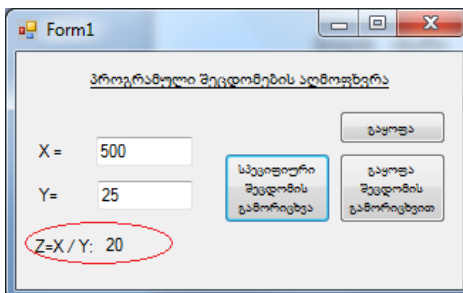 Form1
პროგრამული შეცდომების აღმოფხვრა
გაყოფა
X = 500
სპეციფიური
შეცდომის
გამორიცხვა
გაყოფა
შეცდომის
გამორიცხვით
Y= 25
Z=X / Y: 20